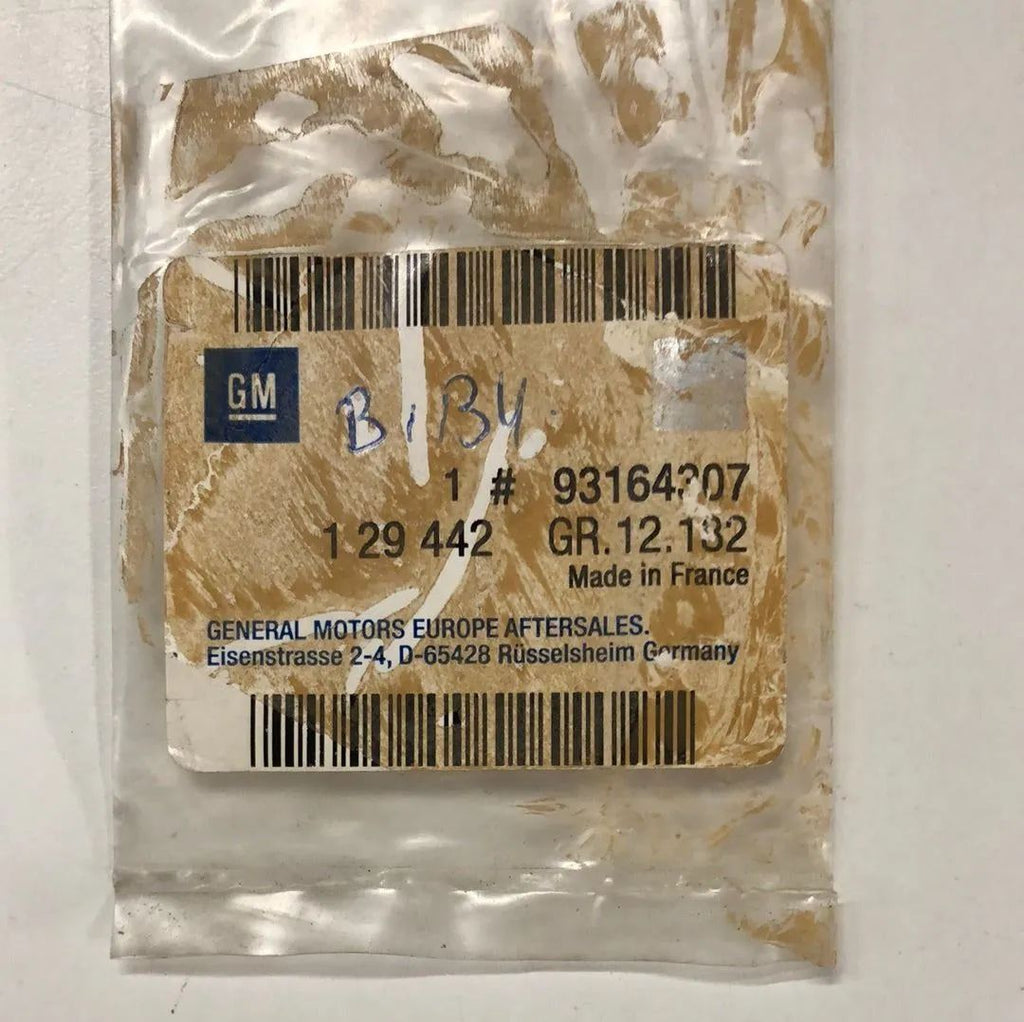 GM
B1B4
1 # 93164307
1 29 442 GR.12.132
Made in France
GENERAL MOTORS EUROPE AFTERSALES.
Eisenstrasse 2-4, D-65428 Rüsselsheim Germany